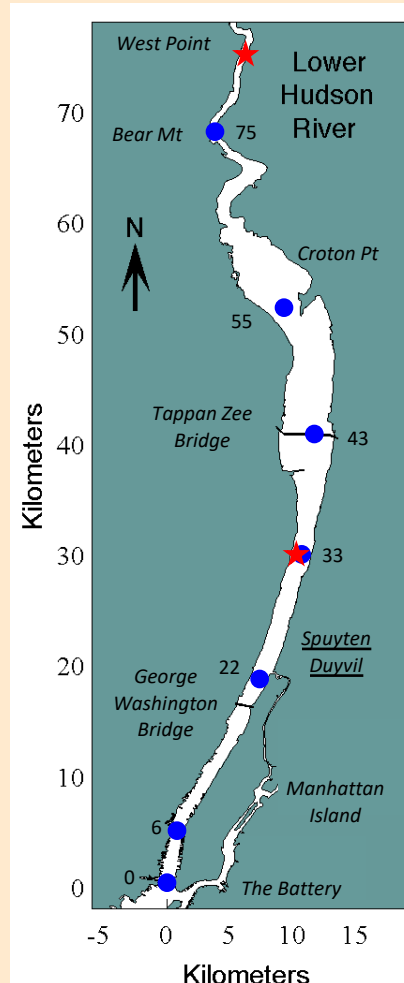 West Point
Lower
Hudson
River
70
Bear Mt
75
60
N
Croton Pt
55
50
Tappan Zee
Bridge
43
40
Kilometers
33
30
Spuyten
Duyvil
22
20
George
Washington
Bridge
10
Manhattan
Island
6
0
0
The Battery
-5 0 5 10 15
Kilometers